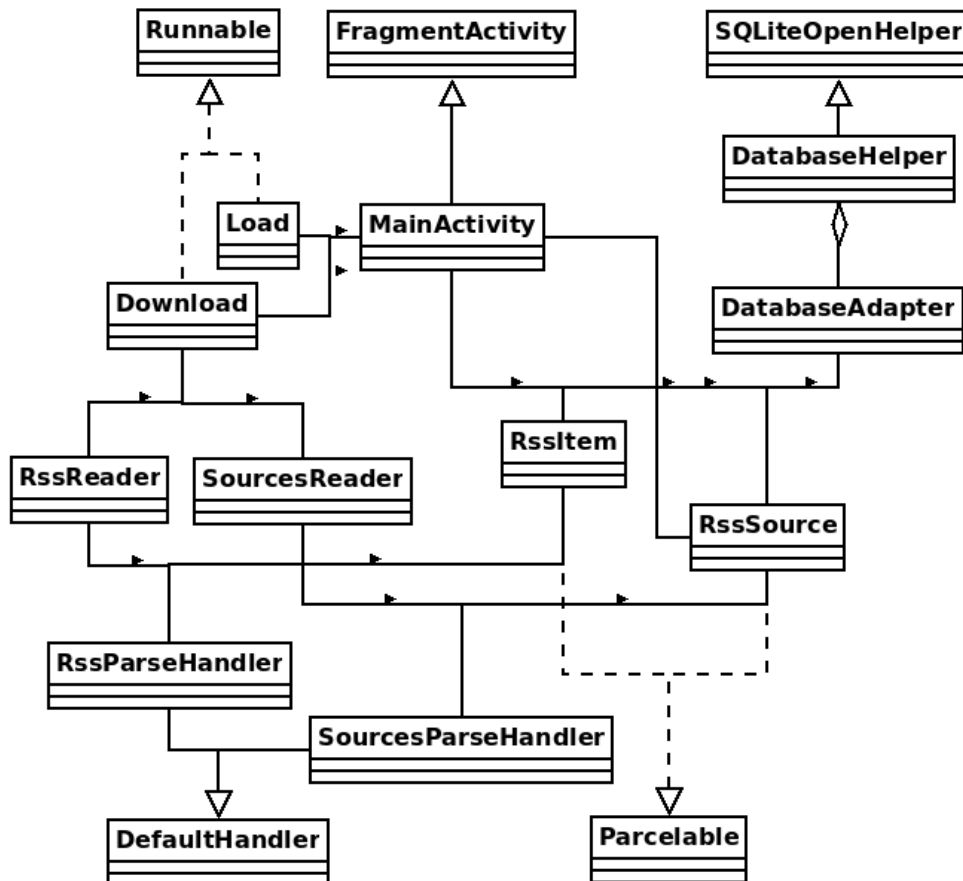 Runnable
FragmentActivity
SQLiteOpenHelper
DatabaseHelper
Load
MainActivity
Download
DatabaseAdapter
RssItem
RssReader
SourcesReader
RssSource
RssParseHandler
SourcesParseHandler
DefaultHandler
Parcelable